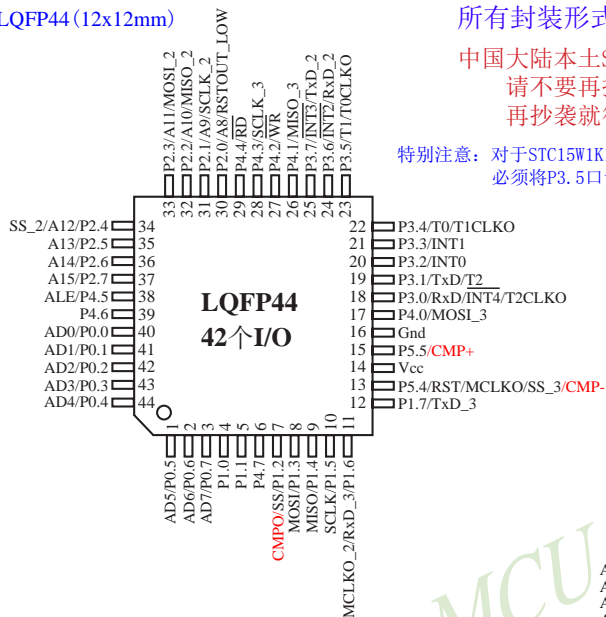 LQFP44 (12x12mm)
所有封装形式
中国大陆本土S
请不要再
再抄袭就
特别注意: 对于STC15W1K
必须将P3.5口
P2.3/A11/MOSI_2
P2.2/A10/MISO_2
P2.1/A9/SCLK_2
P2.0/A8/RSTOUT_LOW
P4.4/RD
P4.3/SCLK_3
P4.2/WR
P4.1/MISO_3
P3.7/INT3/TxD_2
P3.6/INT2/RxD_2
P3.5/T1/T0CLKO
33 32 31 30 29 28 27 26 25 24 23
SS_2/A12/P2.4 34
A13/P2.5 35
A14/P2.6 36
A15/P2.7 37
ALE/P4.5 38
P4.6 39
AD0/P0.0 40
AD1/P0.1 41
AD2/P0.2 42
AD3/P0.3 43
AD4/P0.4 44
LQFP44
42个I/O
22 P3.4/T0/T1CLKO
21 P3.3/INT1
20 P3.2/INT0
19 P3.1/TxD/T2
18 P3.0/RxD/INT4/T2CLKO
17 P4.0/MOSI_3
16 Gnd
15 P5.5/CMP+
14 Vcc
13 P5.4/RST/MCLKO/SS_3/CMP-
12 P1.7/TxD_3
1 2 3 4 5 6 7 8 9 10 11
AD5/P0.5
AD6/P0.6
AD7/P0.7
P1.0
P1.1
P4.7
CMPO/SS/P1.2
MOSI/P1.3
MISO/P1.4
SCLK/P1.5
MCLKO_2/RxD_3/P1.6
MCU
A
A
A